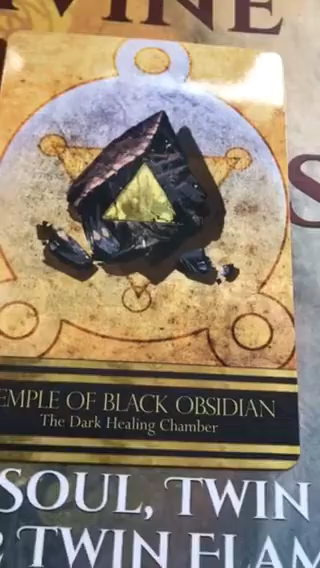 VINE
S
EMPLE OF BLACK OBSIDIAN
The Dark Healing Chamber
SOUL, TWIN
& TWIN FLAM